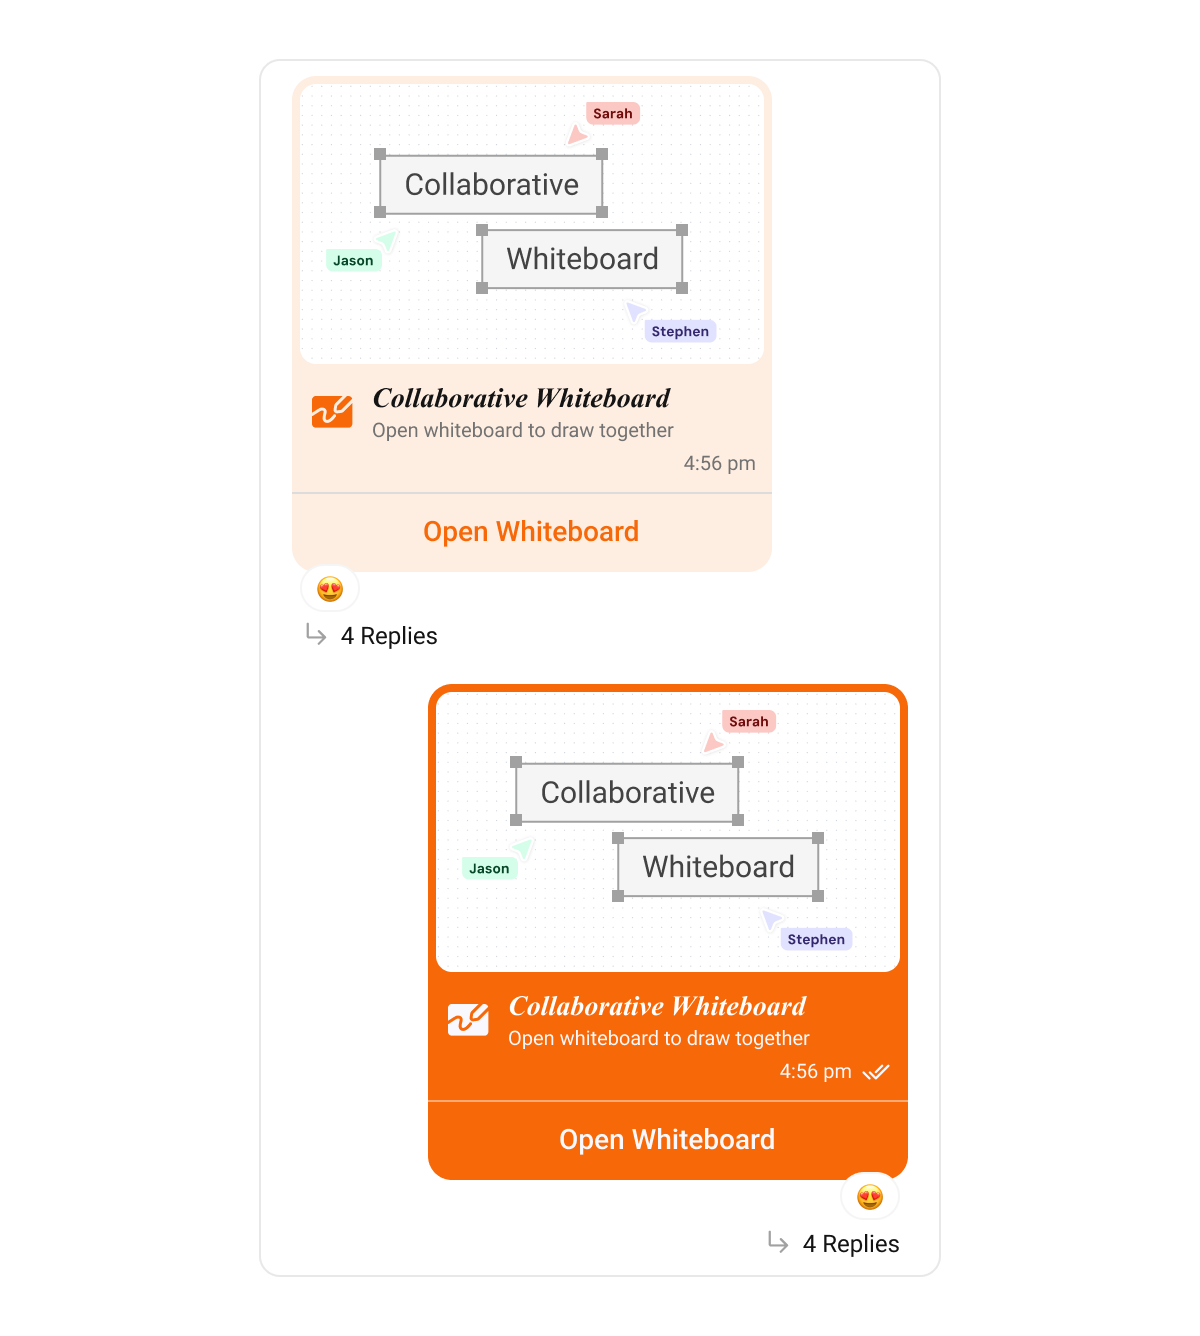 Sarah
Collaborative
Whiteboard
Jason
Stephen
Collaborative Whiteboard
Open whiteboard to draw together
4:56 pm
Open Whiteboard
4 Replies
Sarah
Collaborative
Whiteboard
Jason
Stephen
Collaborative Whiteboard
Open whiteboard to draw together
4:56 pm
Open Whiteboard
4 Replies